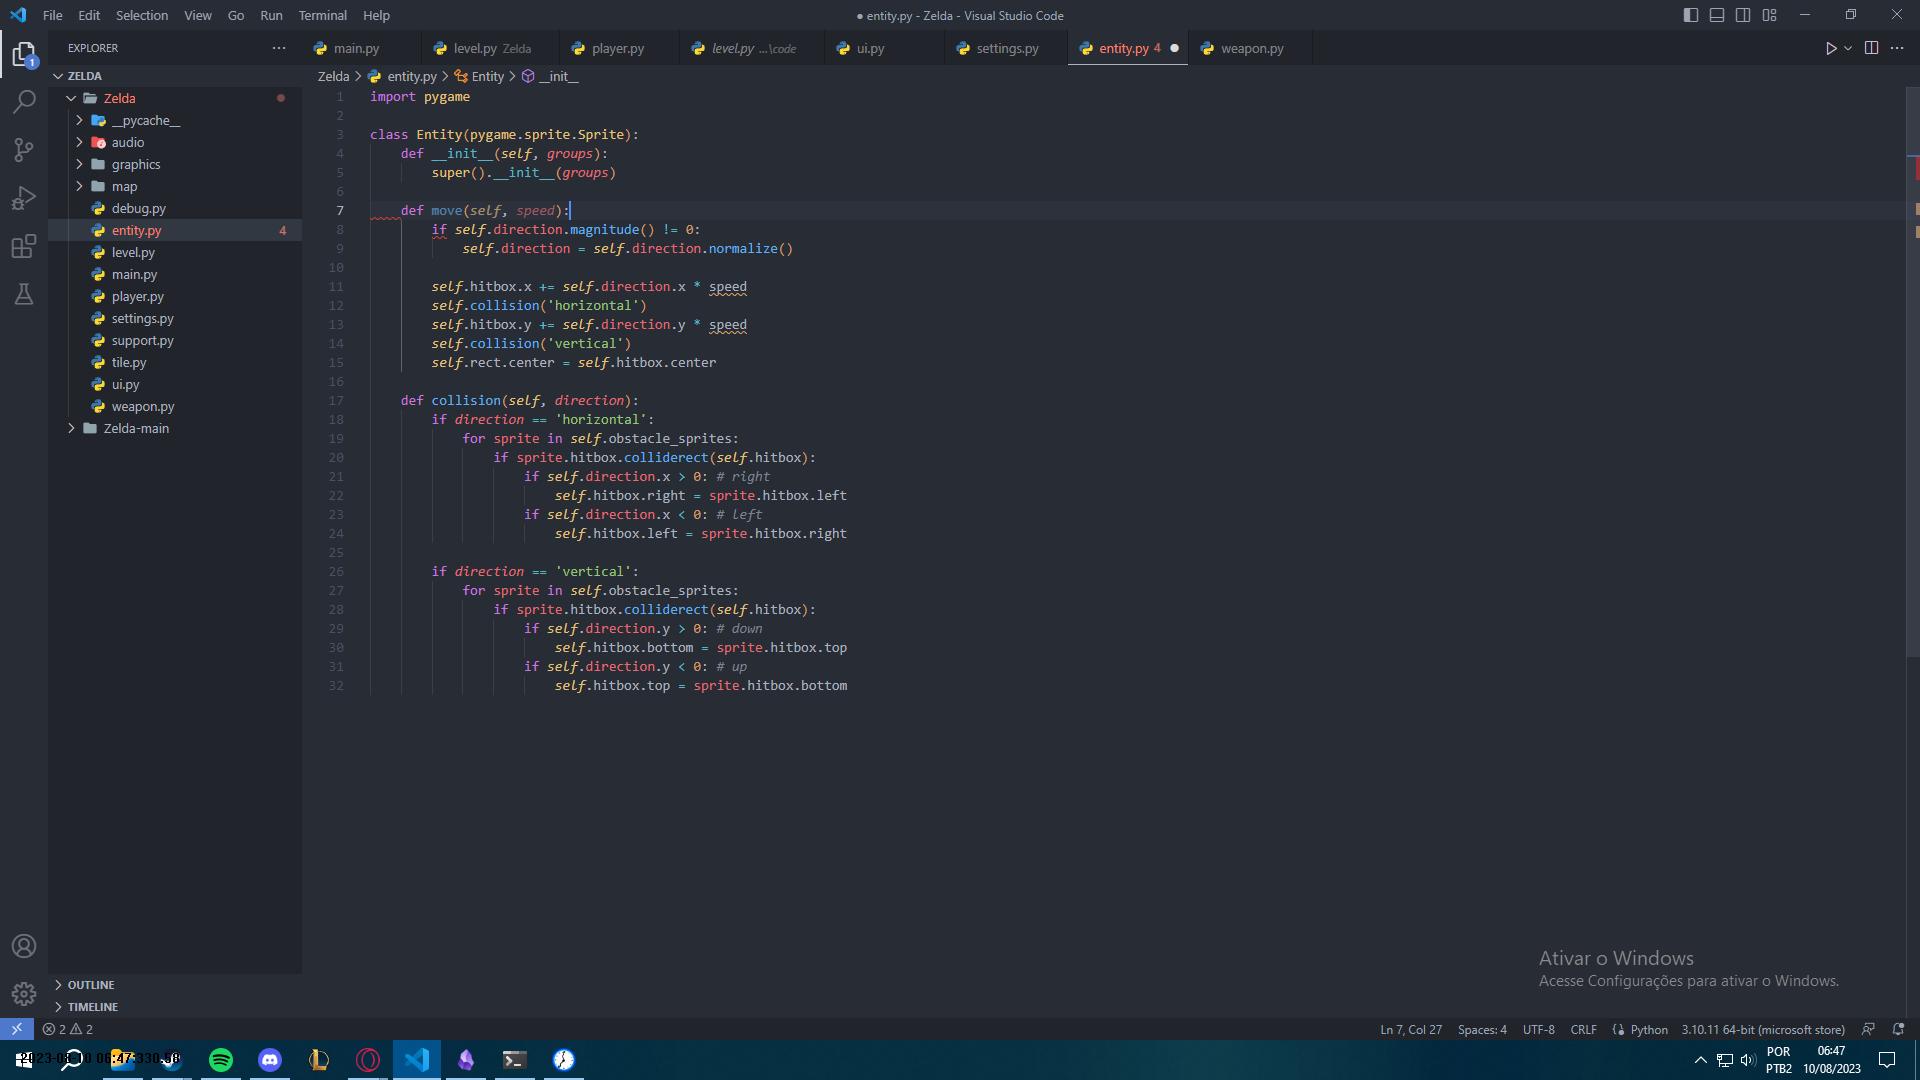 File Edit Selection View Go Run Terminal Help
● entity.py - Zelda - Visual Studio Code
EXPLORER
main.py
level.py Zelda
player.py
level.py ...\code
ui.py
settings.py
entity.py 4
weapon.py
1
ZELDA
Zelda
__pycache__
audio
graphics
map
debug.py
entity.py 4
level.py
main.py
player.py
settings.py
support.py
tile.py
ui.py
weapon.py
Zelda-main
OUTLINE
TIMELINE
Zelda > entity.py > Entity > __init__
1 import pygame
2
3 class Entity(pygame.sprite.Sprite):
4     def __init__(self, groups):
5         super().__init__(groups)
6
7     def move(self, speed):
8         if self.direction.magnitude() != 0:
9             self.direction = self.direction.normalize()
10
11         self.hitbox.x += self.direction.x * speed
12         self.collision('horizontal')
13         self.hitbox.y += self.direction.y * speed
14         self.collision('vertical')
15         self.rect.center = self.hitbox.center
16
17     def collision(self, direction):
18         if direction == 'horizontal':
19             for sprite in self.obstacle_sprites:
20                 if sprite.hitbox.colliderect(self.hitbox):
21                     if self.direction.x > 0: # right
22                         self.hitbox.right = sprite.hitbox.left
23                     if self.direction.x < 0: # left
24                         self.hitbox.left = sprite.hitbox.right
25
26         if direction == 'vertical':
27             for sprite in self.obstacle_sprites:
28                 if sprite.hitbox.colliderect(self.hitbox):
29                     if self.direction.y > 0: # down
30                         self.hitbox.bottom = sprite.hitbox.top
31                     if self.direction.y < 0: # up
32                         self.hitbox.top = sprite.hitbox.bottom
Ativar o Windows
Acesse Configurações para ativar o Windows.
2 2
Ln 7, Col 27 Spaces: 4 UTF-8 CRLF Python 3.10.11 64-bit (microsoft store)
POR
PTB2
06:47
10/08/2023